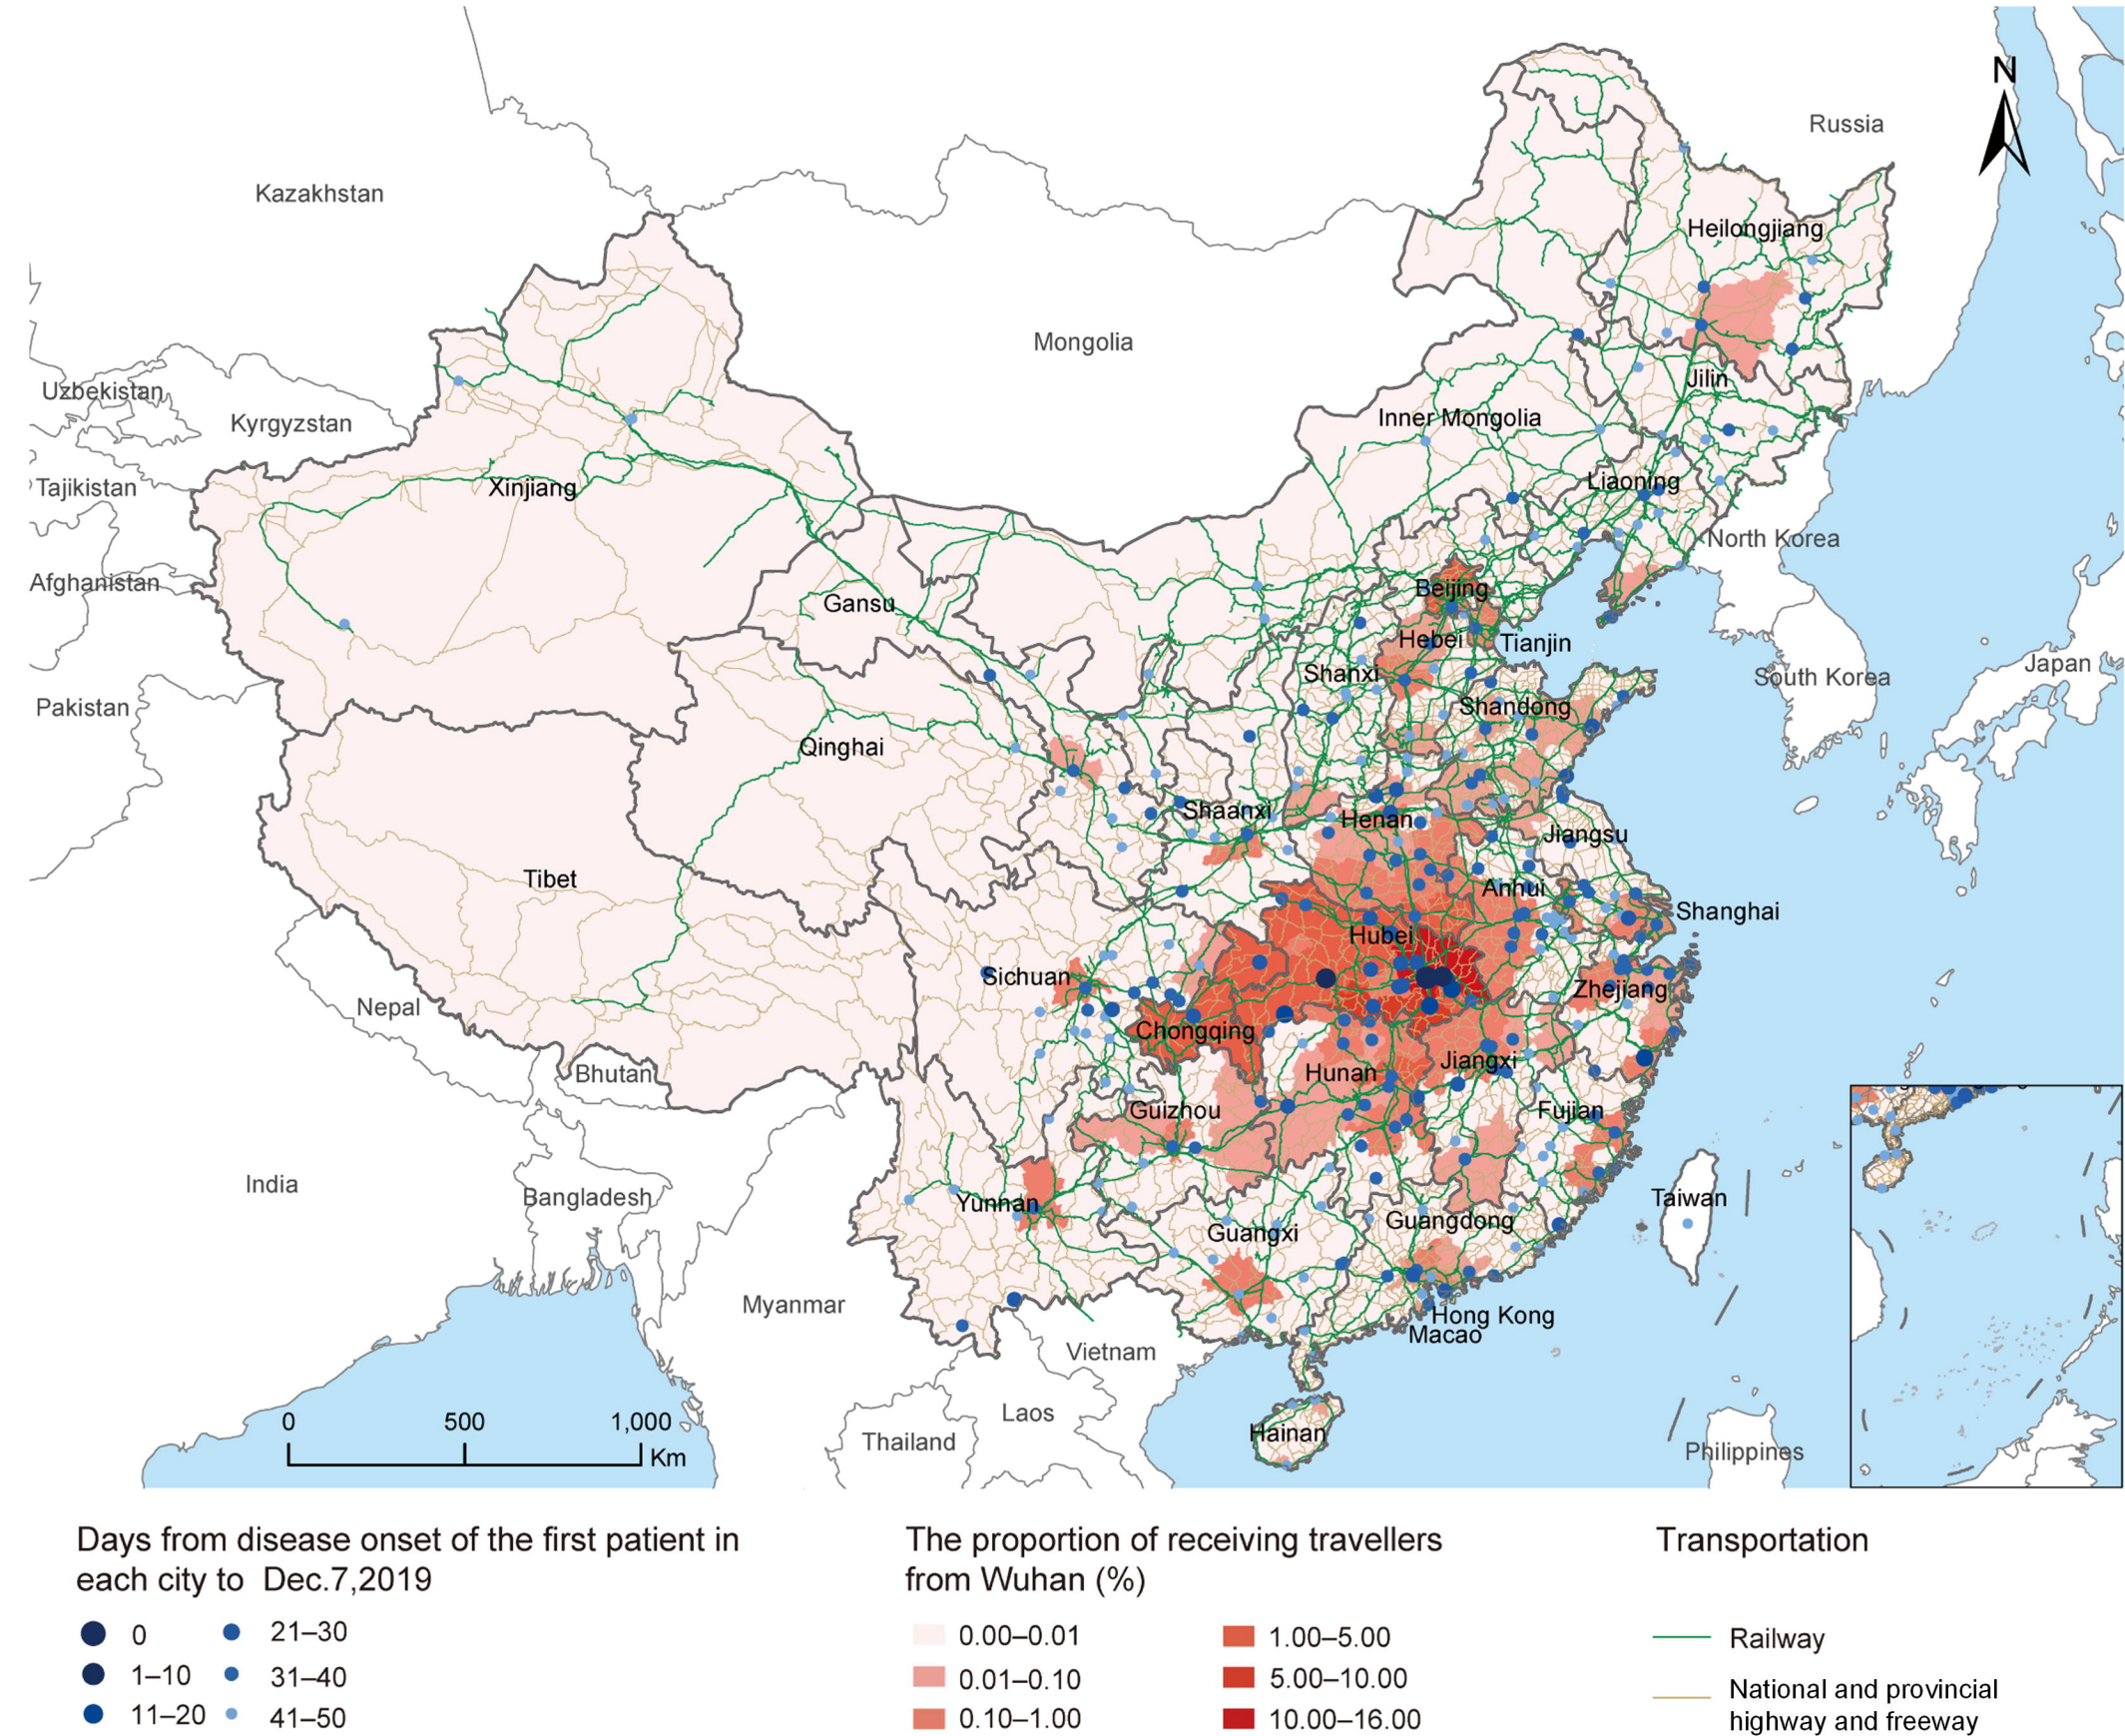 N
Russia
Kazakhstan
Heilongjiang
Mongolia
Jilin
Uzbekistan
Kyrgyzstan
Inner Mongolia
Tajikistan
Xinjiang
Liaoning
North Korea
Afghanistan
Gansu
Beijing
Hebei
Tianjin
Shanxi
South Korea
Japan
Pakistan
Shandong
Qinghai
Shaanxi
Henan
Jiangsu
Tibet
Anhui
Shanghai
Hubei
Sichuan
Zhejiang
Nepal
Chongqing
Jiangxi
Bhutan
Hunan
Guizhou
Fujian
India
Bangladesh
Yunnan
Taiwan
Guangxi
Guangdong
Myanmar
Hong Kong
Macao
Vietnam
Laos
Thailand
Hainan
Philippines
0 500 1,000
Km
Days from disease onset of the first patient in
each city to Dec.7,2019
0
1–10
11–20
21–30
31–40
41–50
The proportion of receiving travellers
from Wuhan (%)
0.00–0.01
0.01–0.10
0.10–1.00
1.00–5.00
5.00–10.00
10.00–16.00
Transportation
Railway
National and provincial
highway and freeway